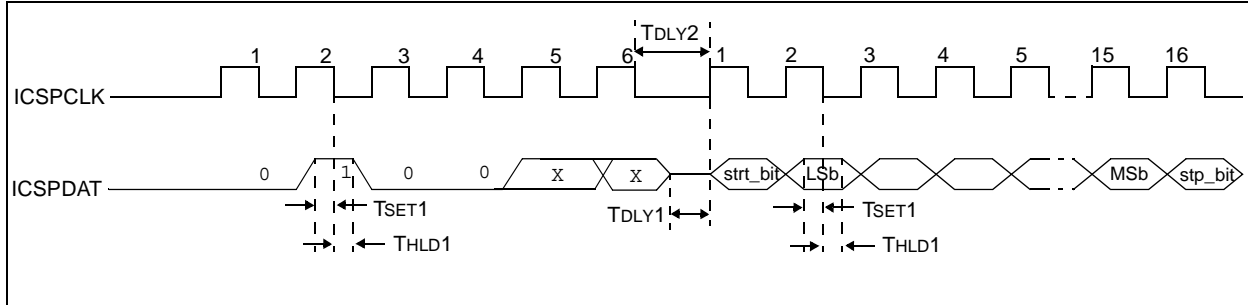 TDLY2
1 2 3 4 5 6 1 2 3 4 5 15 16
ICSPCLK
ICSPDAT
0 1 0 0 X X strt_bit LSb MSb stp_bit
TSET1 TDLY1 TSET1
THLD1 THLD1